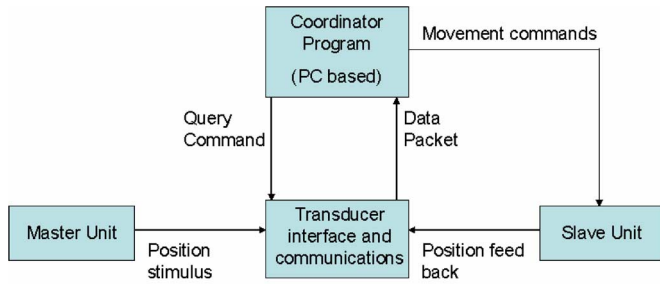 Coordinator
Program
(PC based)
Movement commands
Query
Command
Data
Packet
Master Unit
Position
stimulus
Transducer
interface and
communications
Position feed
back
Slave Unit